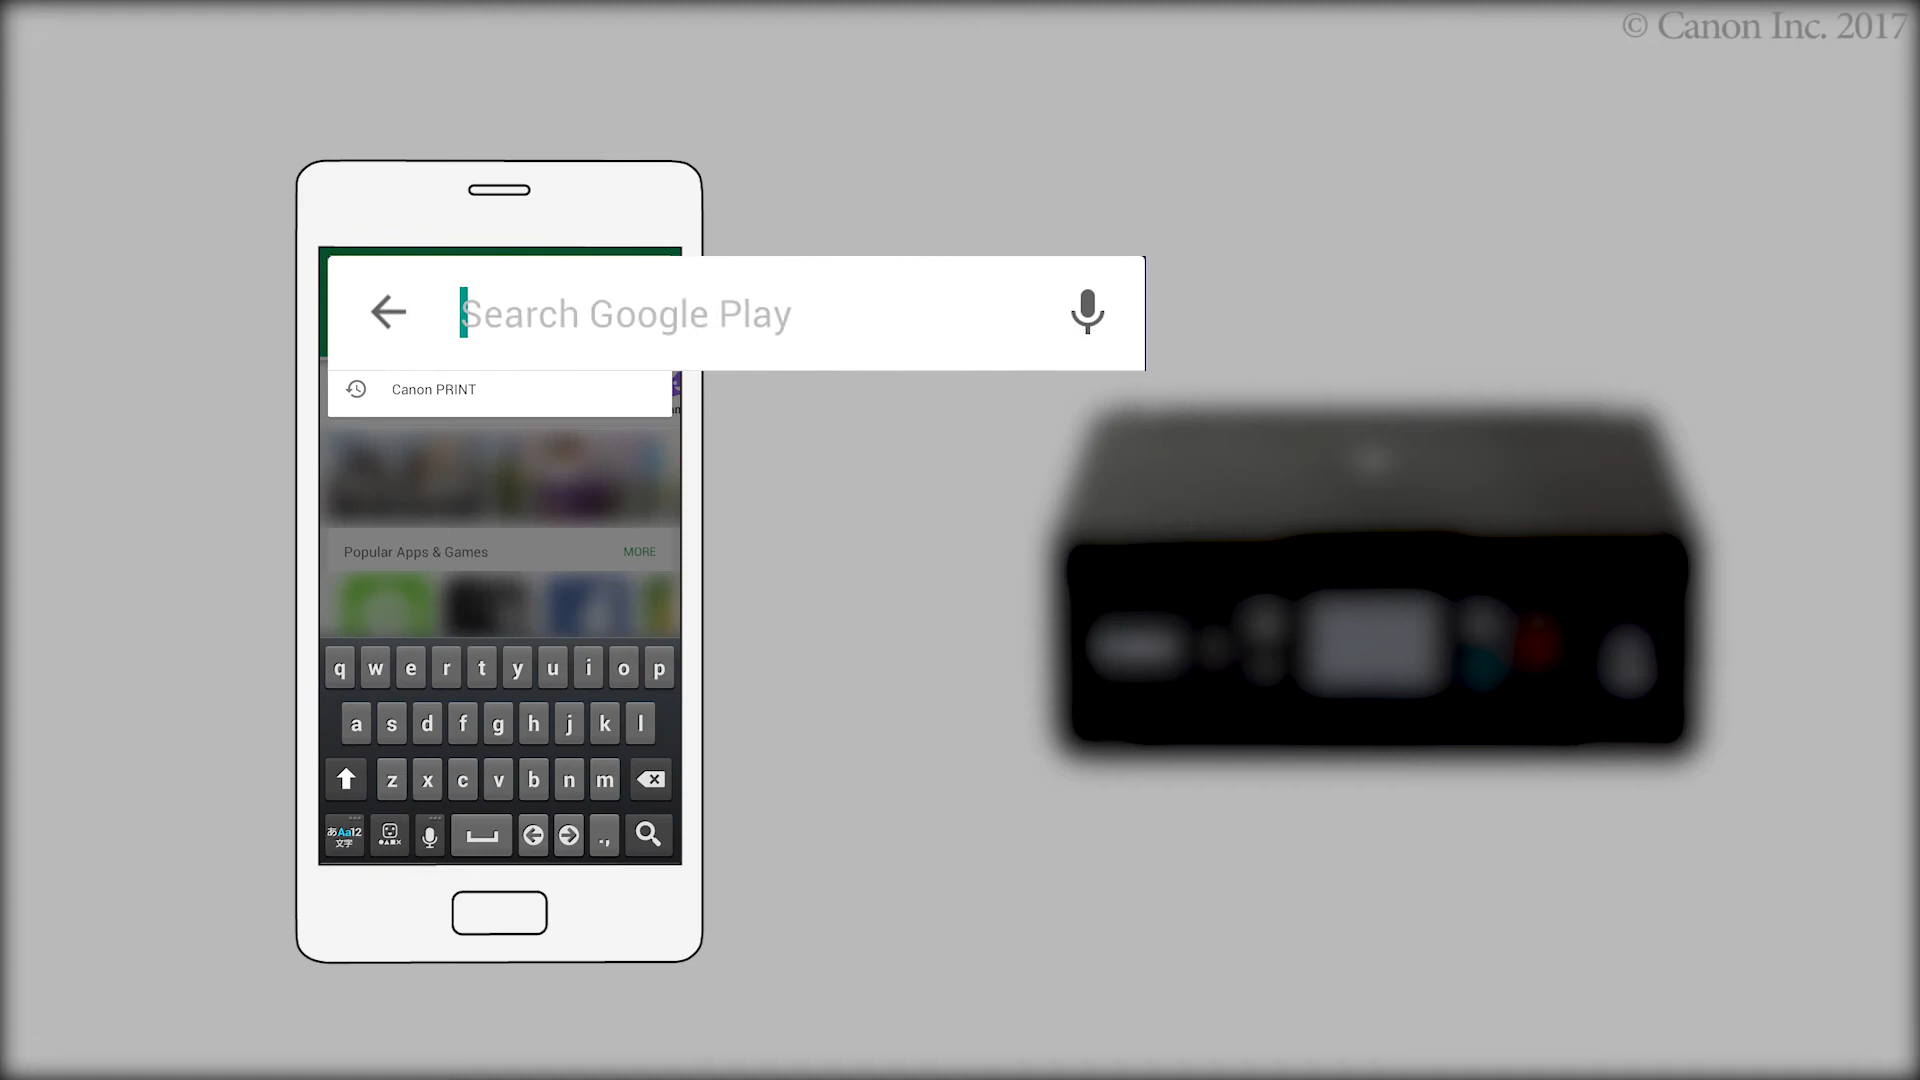 © Canon Inc. 2017
Search Google Play
Canon PRINT
Popular Apps & Games
MORE
q w e r t y u i o p
a s d f g h j k l
z x c v b n m
あAa12
文字
.,